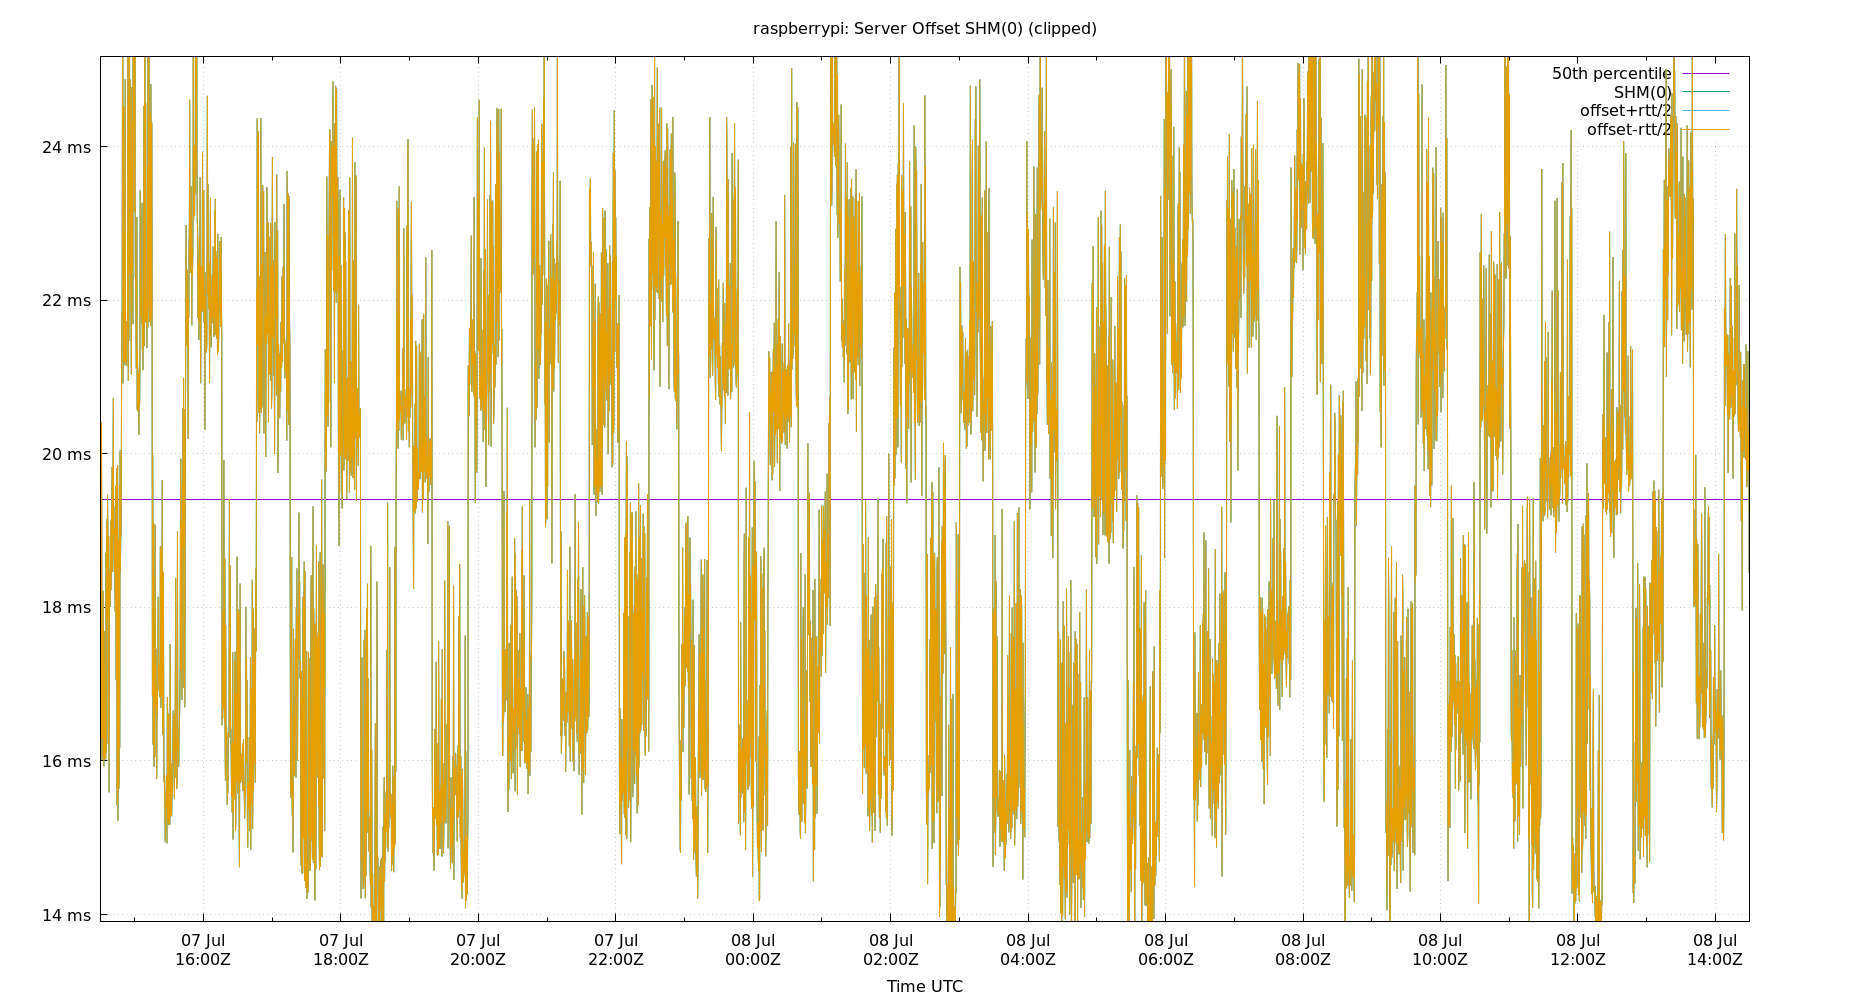 raspberrypi: Server Offset SHM(0) (clipped)
50th percentile
SHM(0)
offset+rtt/2
offset-rtt/2
24 ms
22 ms
20 ms
18 ms
16 ms
14 ms
07 Jul 07 Jul 07 Jul 07 Jul 08 Jul 08 Jul 08 Jul 08 Jul 08 Jul 08 Jul 08 Jul 08 Jul
16:00Z 18:00Z 20:00Z 22:00Z 00:00Z 02:00Z 04:00Z 06:00Z 08:00Z 10:00Z 12:00Z 14:00Z
Time UTC